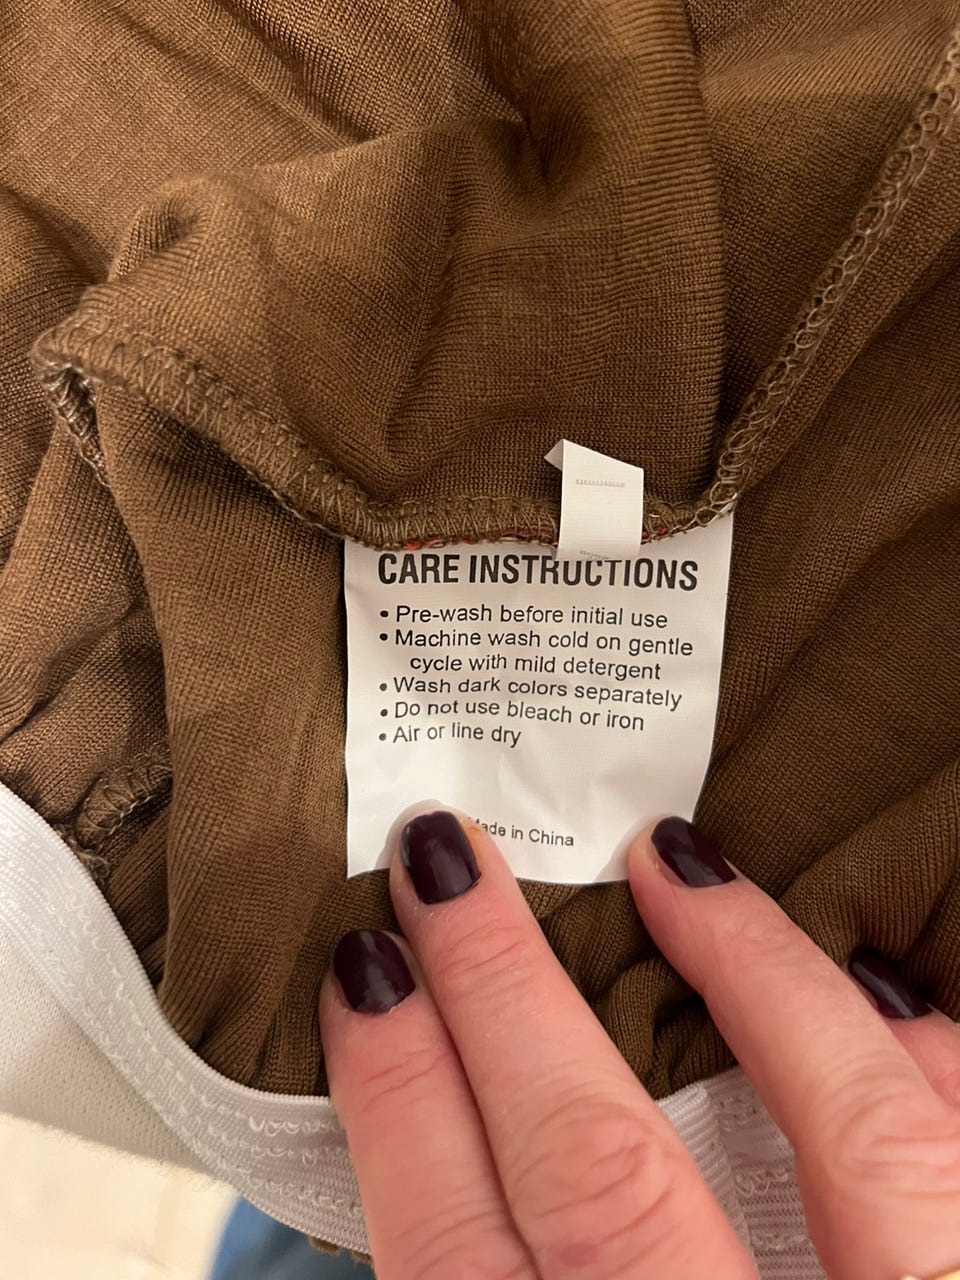 CARE INSTRUCTIONS
• Pre-wash before initial use
• Machine wash cold on gentle
cycle with mild detergent
• Wash dark colors separately
• Do not use bleach or iron
• Air or line dry
Made in China